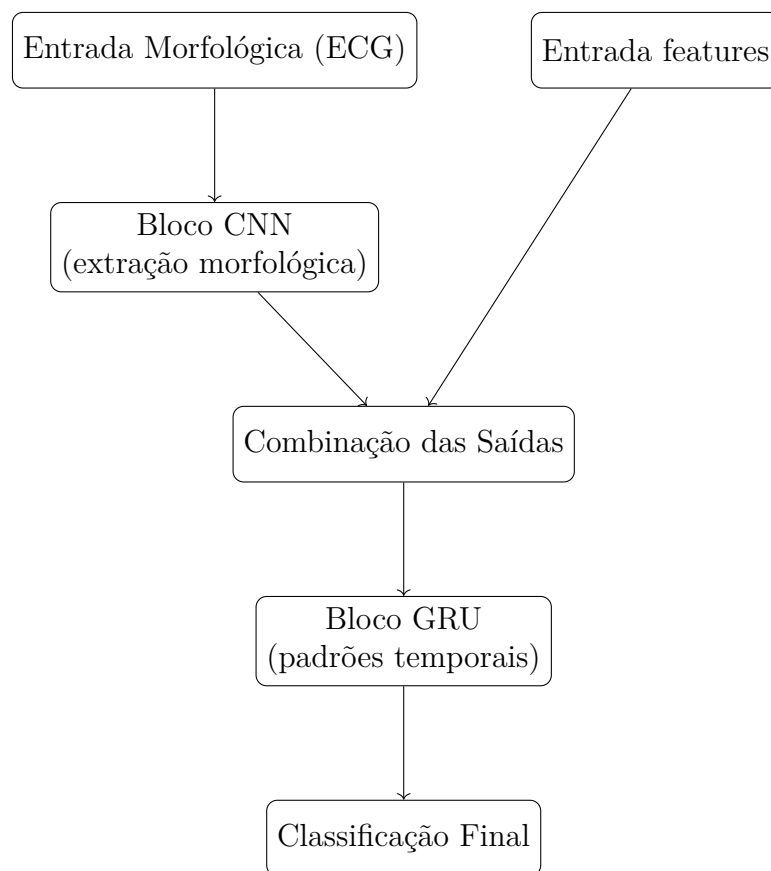 Entrada Morfológica (ECG)
Entrada features
Bloco CNN
(extração morfológica)
Combinação das Saídas
Bloco GRU
(padrões temporais)
Classificação Final